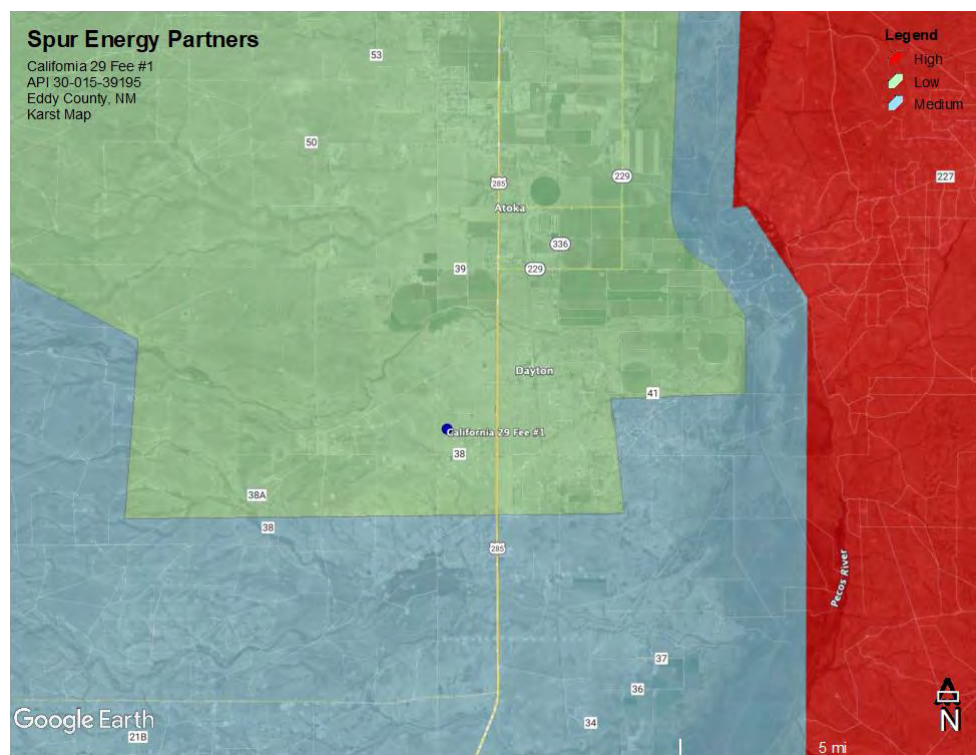 Spur Energy Partners
California 29 Fee #1
API 30-015-39195
Eddy County, NM
Karst Map
Legend
High
Low
Medium
53
50
285
229
227
Atoka
336
39
229
Dayton
41
California 29 Fee #1
38
38A
38
285
Pecos River
37
36
34
21B
Google Earth
N
5 mi